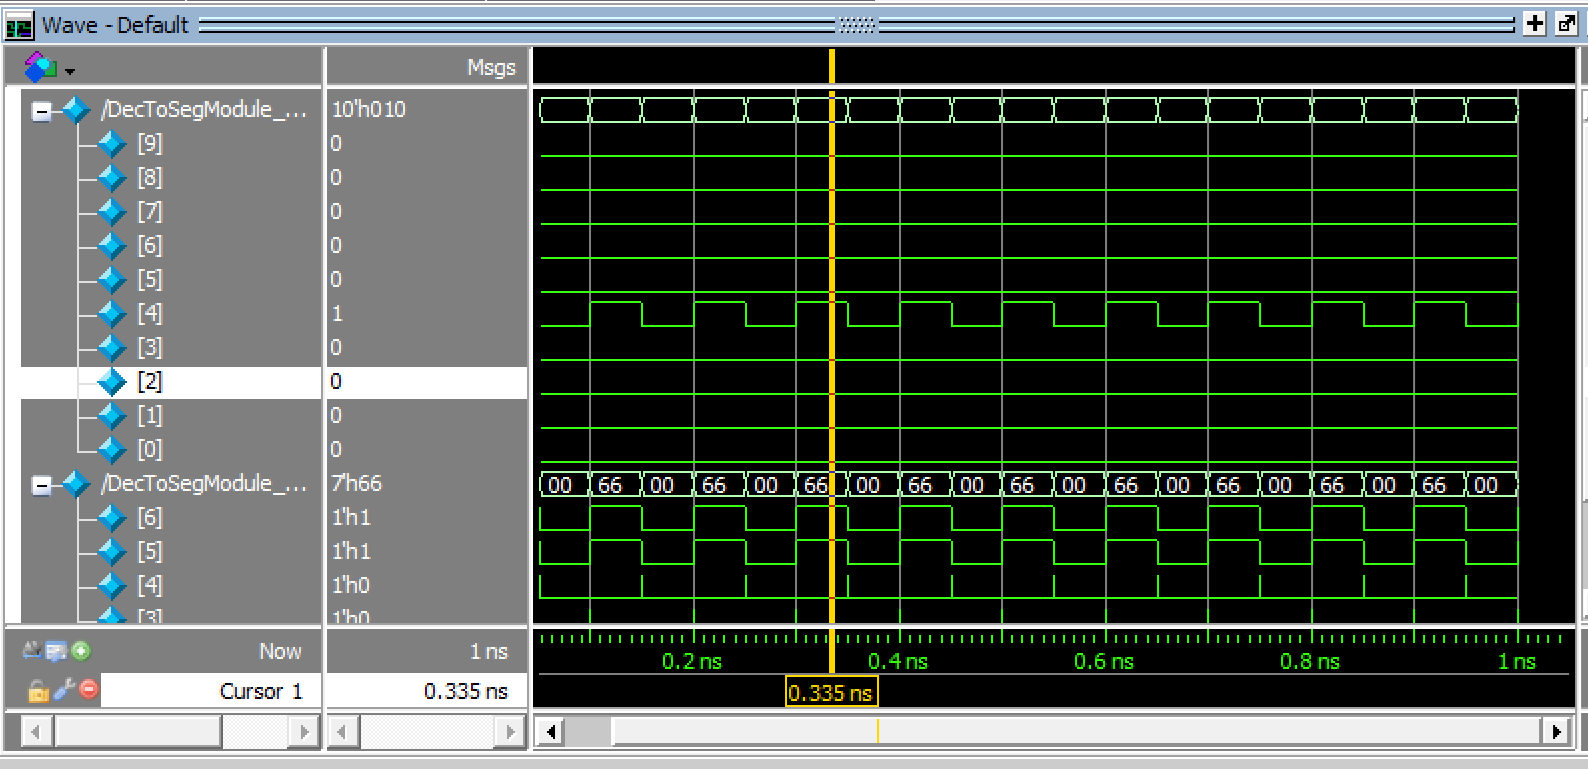 Wave - Default
Msgs
/DecToSegModule_... 10'h010
[9] 0
[8] 0
[7] 0
[6] 0
[5] 0
[4] 1
[3] 0
[2] 0
[1] 0
[0] 0
/DecToSegModule_... 7'h66 00 66 00 66 00 66 00 66 00 66 00 66 00 66 00 66 00 66 00
[6] 1'h1
[5] 1'h1
[4] 1'h0
[3] 1'h0
Now 1 ns 0.2 ns 0.4 ns 0.6 ns 0.8 ns 1 ns
Cursor 1 0.335 ns 0.335 ns